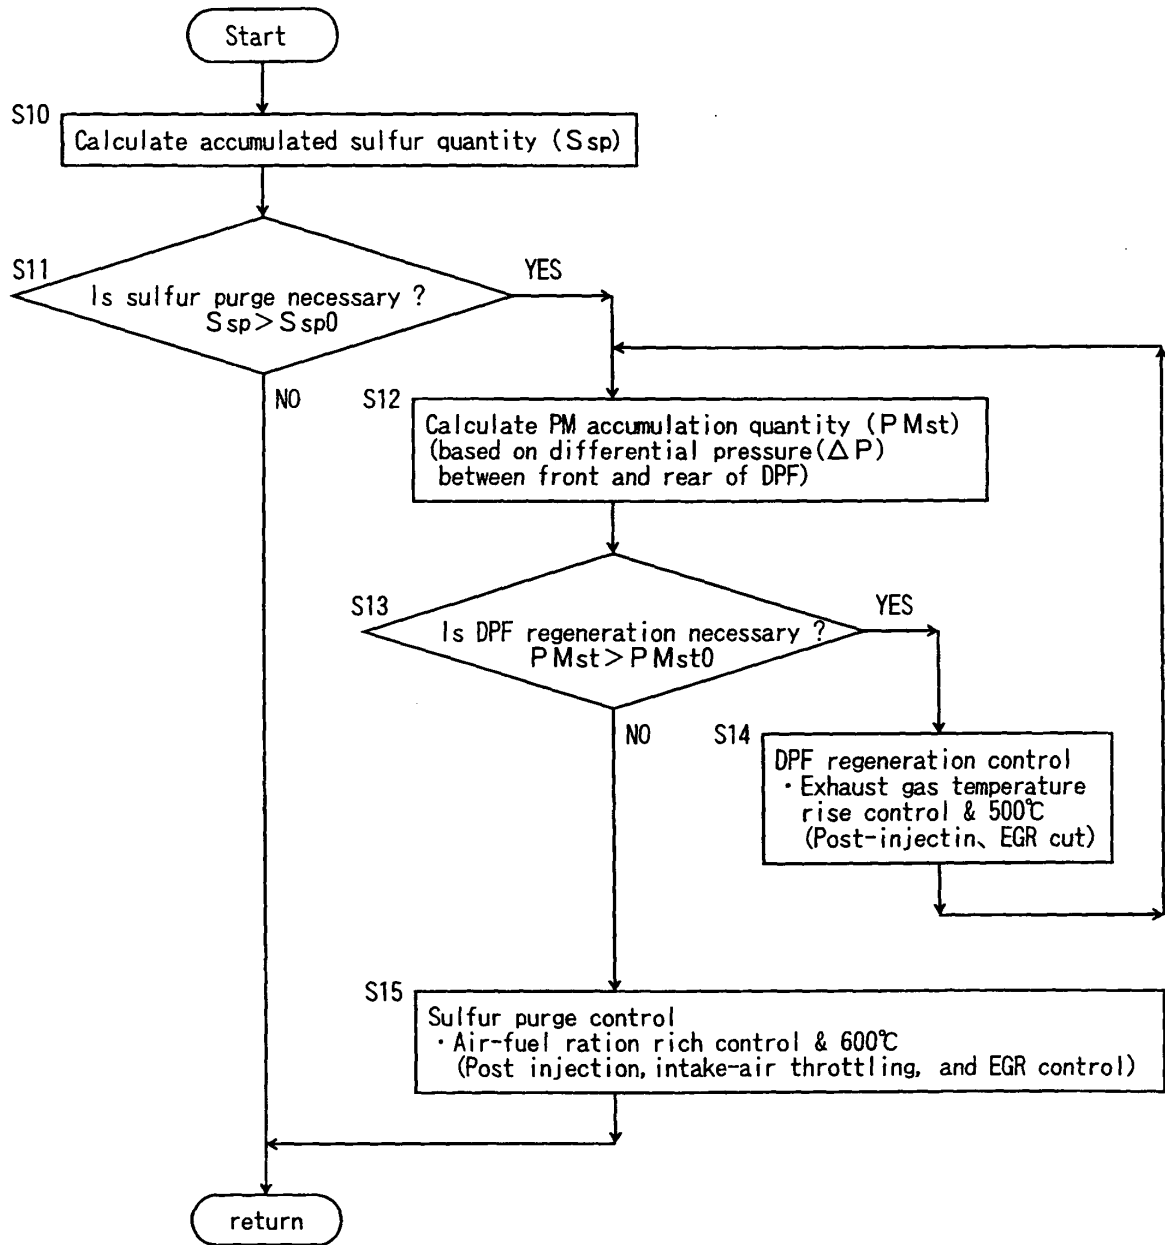 Start
S10
Calculate accumulated sulfur quantity (Ssp)
S11
YES
Is sulfur purge necessary ?
Ssp>Ssp0
NO
S12
Calculate PM accumulation quantity (PMst)
(based on differential pressure(△P)
between front and rear of DPF)
S13
YES
Is DPF regeneration necessary ?
PMst>PMst0
NO
S14
DPF regeneration control
・Exhaust gas temperature
rise control & 500℃
(Post-injectin、EGR cut)
S15
Sulfur purge control
・Air-fuel ration rich control & 600℃
(Post injection, intake-air throttling, and EGR control)
return